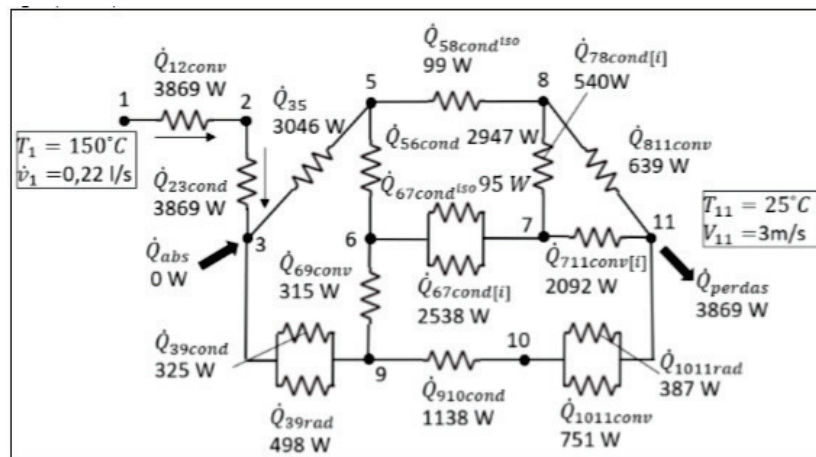 Q̇12conv
3869 W
1
2
T1 = 150°C
v̇1 =0,22 l/s
Q̇23cond
3869 W
3
Q̇abs
0 W
Q̇35
3046 W
5
Q̇58cond^iso
99 W
8
Q̇78cond[i]
540W
Q̇56cond
2947 W
Q̇811conv
639 W
Q̇67cond^iso 95 W
6
7
11
T11 = 25°C
V11 = 3m/s
Q̇69conv
315 W
Q̇67cond[i]
2538 W
Q̇711conv[i]
2092 W
Q̇perdas
3869 W
Q̇39cond
325 W
Q̇39rad
498 W
9
Q̇910cond
1138 W
10
Q̇1011rad
387 W
Q̇1011conv
751 W